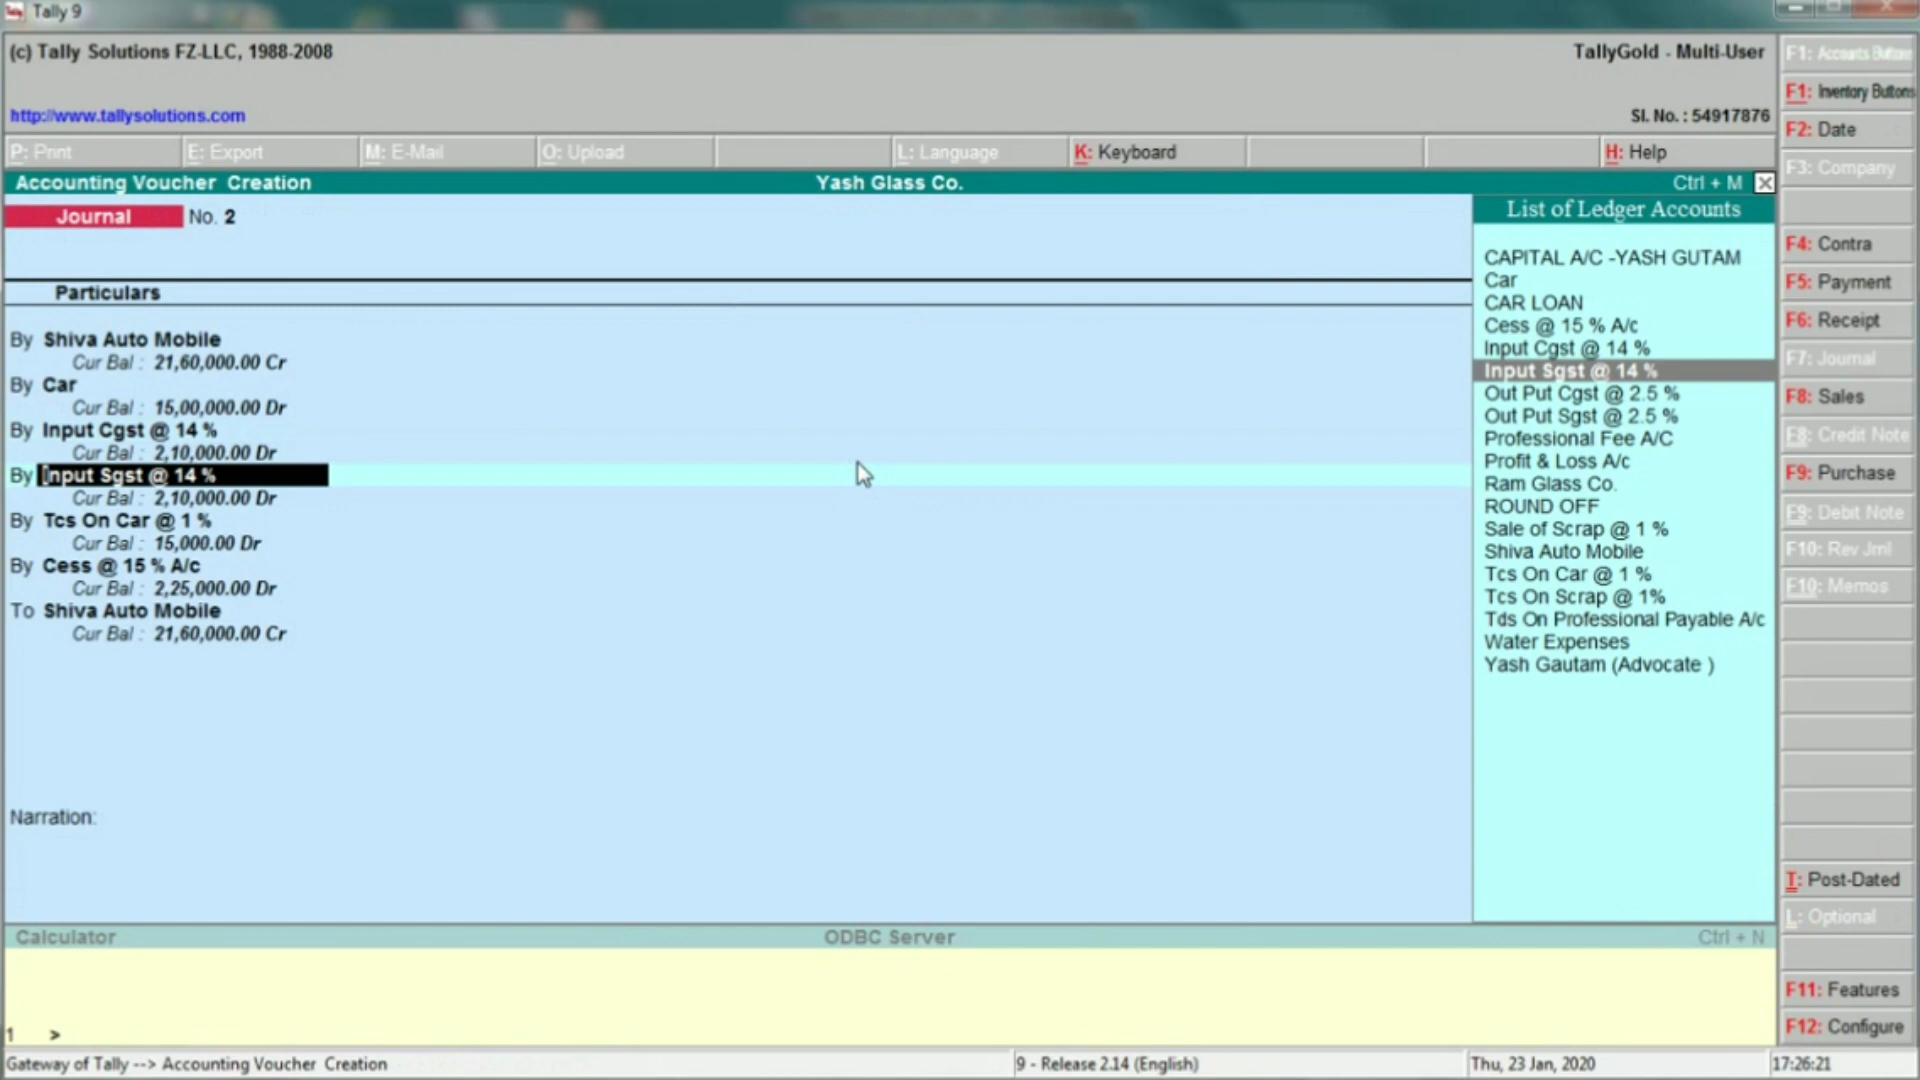 Tally 9
(c) Tally Solutions FZ-LLC, 1988-2008
TallyGold - Multi-User
http://www.tallysolutions.com
Sl. No. : 54917876
P: Print
E: Export
M: E-Mail
O: Upload
L: Language
K: Keyboard
H: Help
Accounting Voucher Creation
Yash Glass Co.
Ctrl + M
Journal No. 2
Particulars
By Shiva Auto Mobile
Cur Bal : 21,60,000.00 Cr
By Car
Cur Bal : 15,00,000.00 Dr
By Input Cgst @ 14 %
Cur Bal : 2,10,000.00 Dr
By Input Sgst @ 14 %
Cur Bal : 2,10,000.00 Dr
By Tcs On Car @ 1 %
Cur Bal : 15,000.00 Dr
By Cess @ 15 % A/c
Cur Bal : 2,25,000.00 Dr
To Shiva Auto Mobile
Cur Bal : 21,60,000.00 Cr
Narration:
List of Ledger Accounts
CAPITAL A/C -YASH GUTAM
Car
CAR LOAN
Cess @ 15 % A/c
Input Cgst @ 14 %
Input Sgst @ 14 %
Out Put Cgst @ 2.5 %
Out Put Sgst @ 2.5 %
Professional Fee A/C
Profit & Loss A/c
Ram Glass Co.
ROUND OFF
Sale of Scrap @ 1 %
Shiva Auto Mobile
Tcs On Car @ 1 %
Tcs On Scrap @ 1%
Tds On Professional Payable A/c
Water Expenses
Yash Gautam (Advocate )
F1: Accounts Buttons
F1: Inventory Buttons
F2: Date
F3: Company
F4: Contra
F5: Payment
F6: Receipt
F7: Journal
F8: Sales
F8: Credit Note
F9: Purchase
F9: Debit Note
F10: Rev Jrnl
F10: Memos
T: Post-Dated
L: Optional
F11: Features
F12: Configure
Calculator
ODBC Server
Ctrl + N
1 >
Gateway of Tally --> Accounting Voucher Creation
9 - Release 2.14 (English)
Thu, 23 Jan, 2020
17:26:21